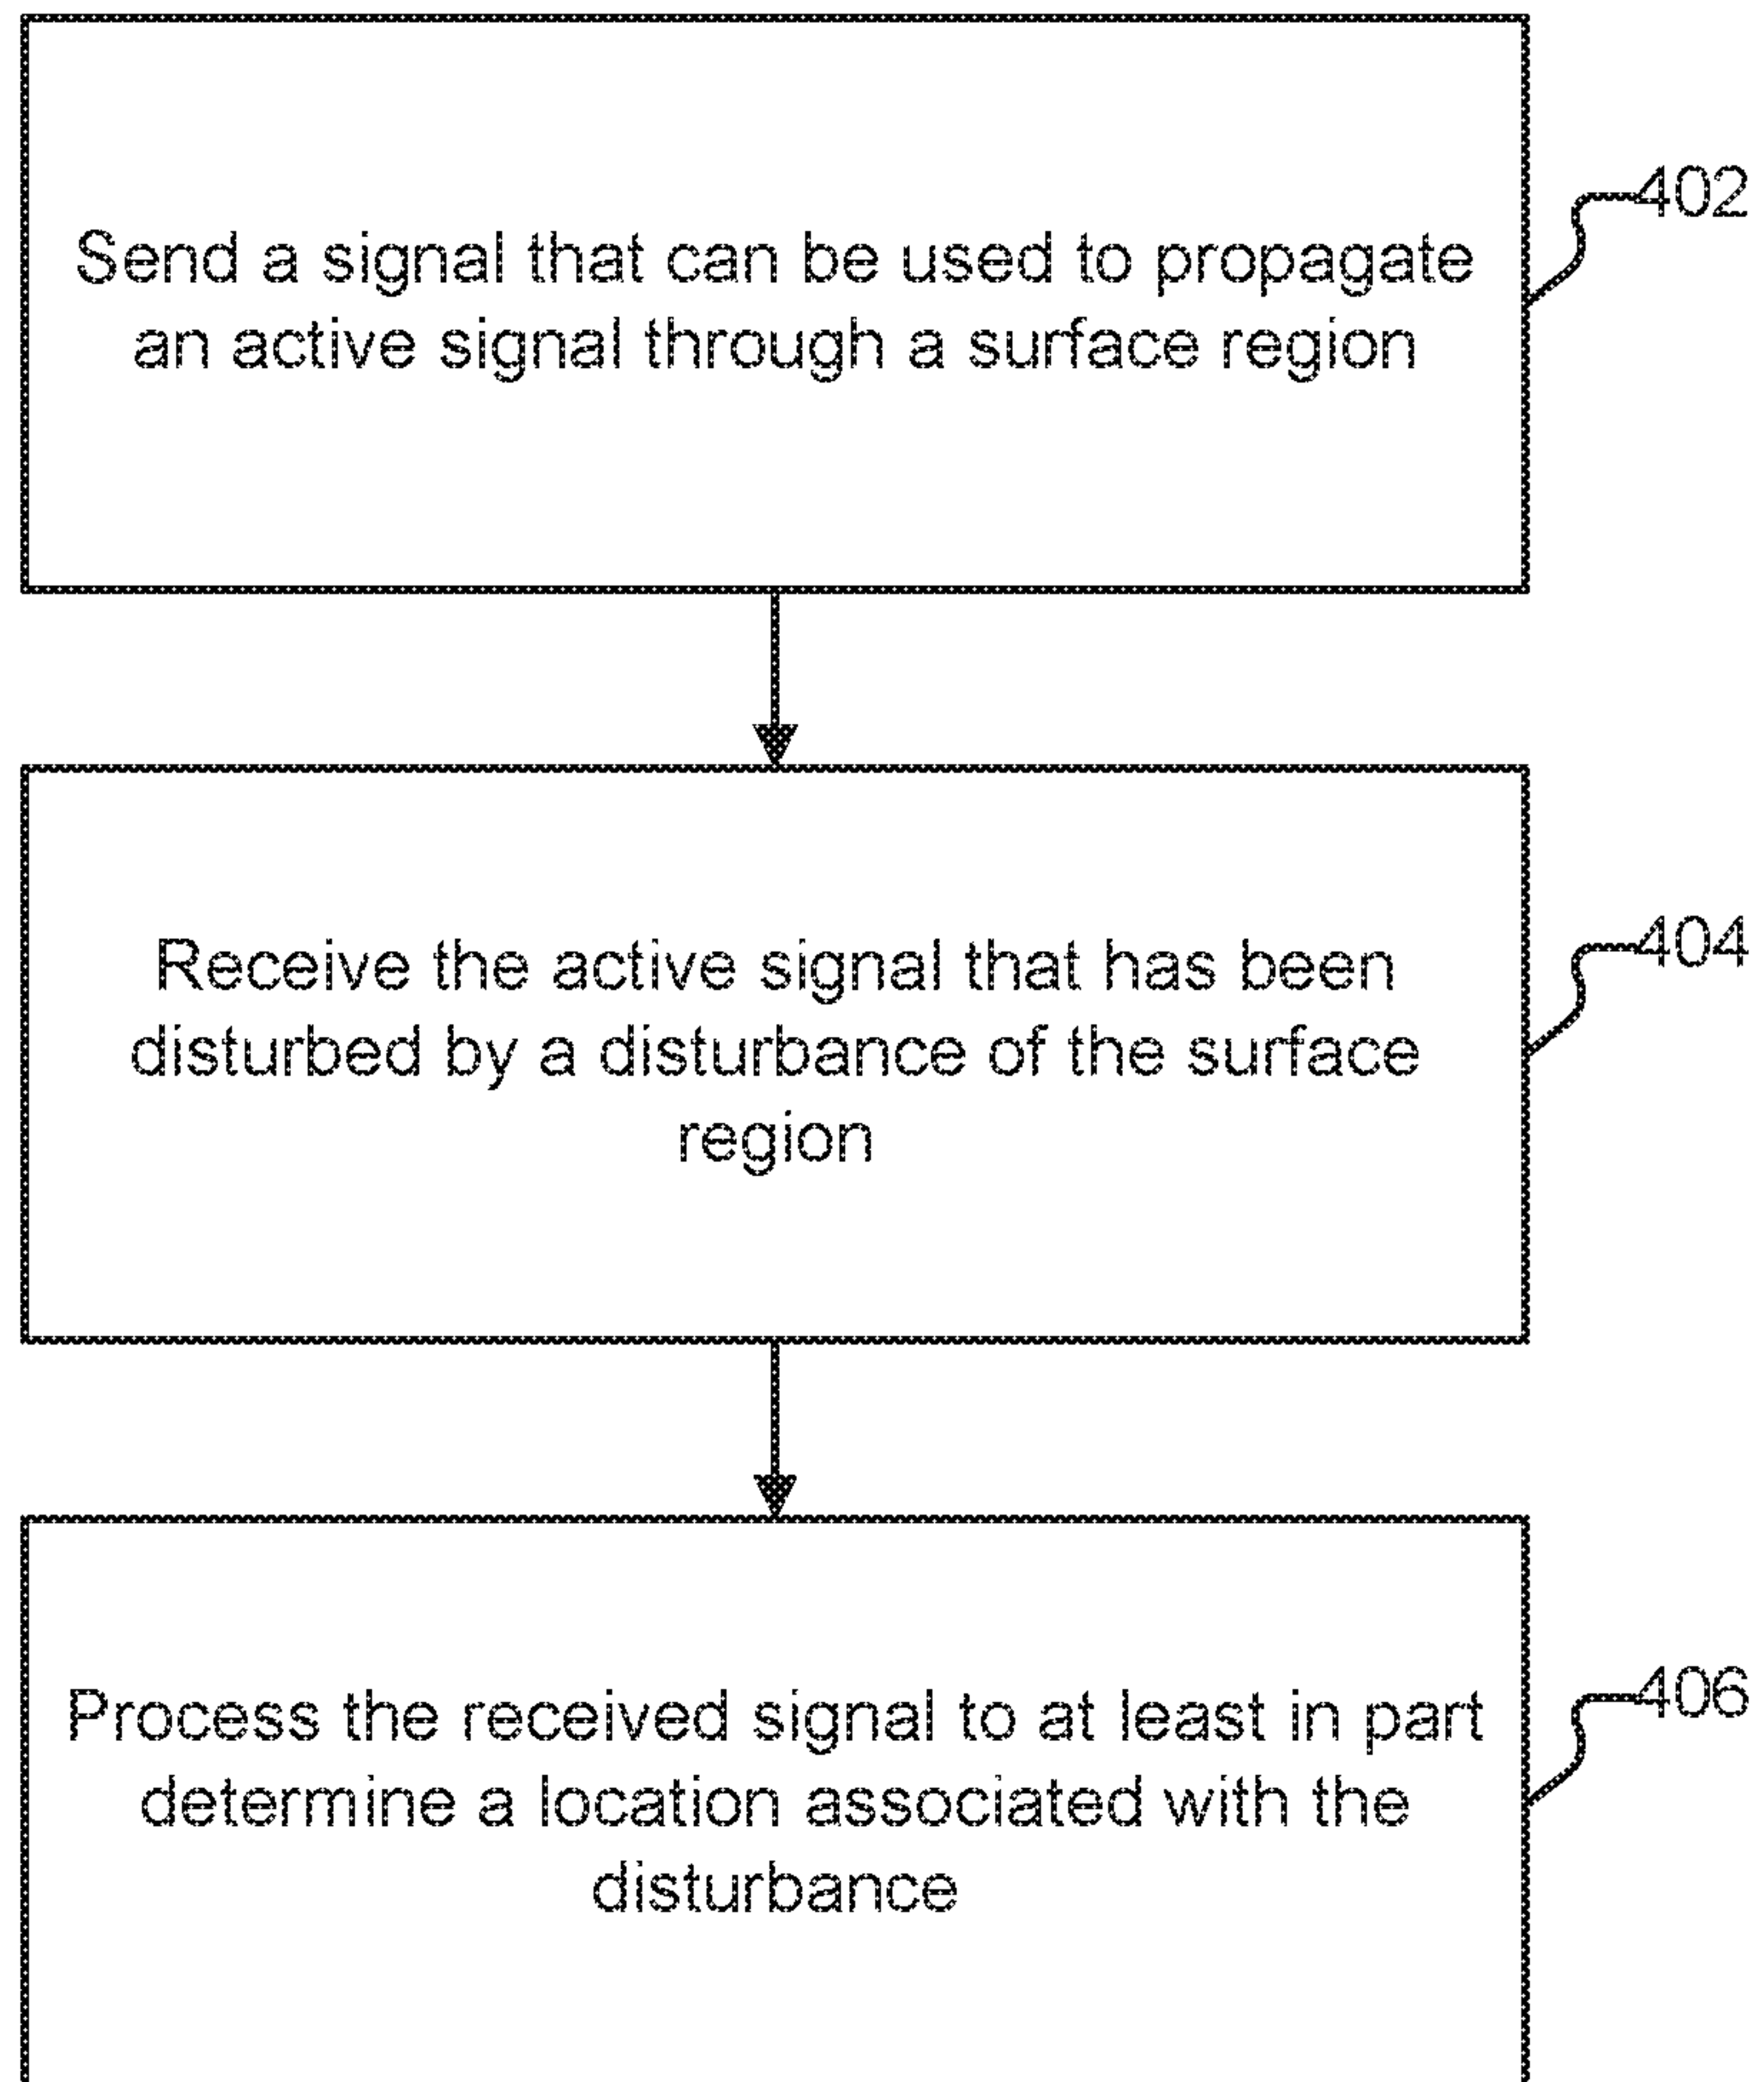 402
Send a signal that can be used to propagate
an active signal through a surface region
404
Receive the active signal that has been
disturbed by a disturbance of the surface
region
406
Process the received signal to at least in part
determine a location associated with the
disturbance